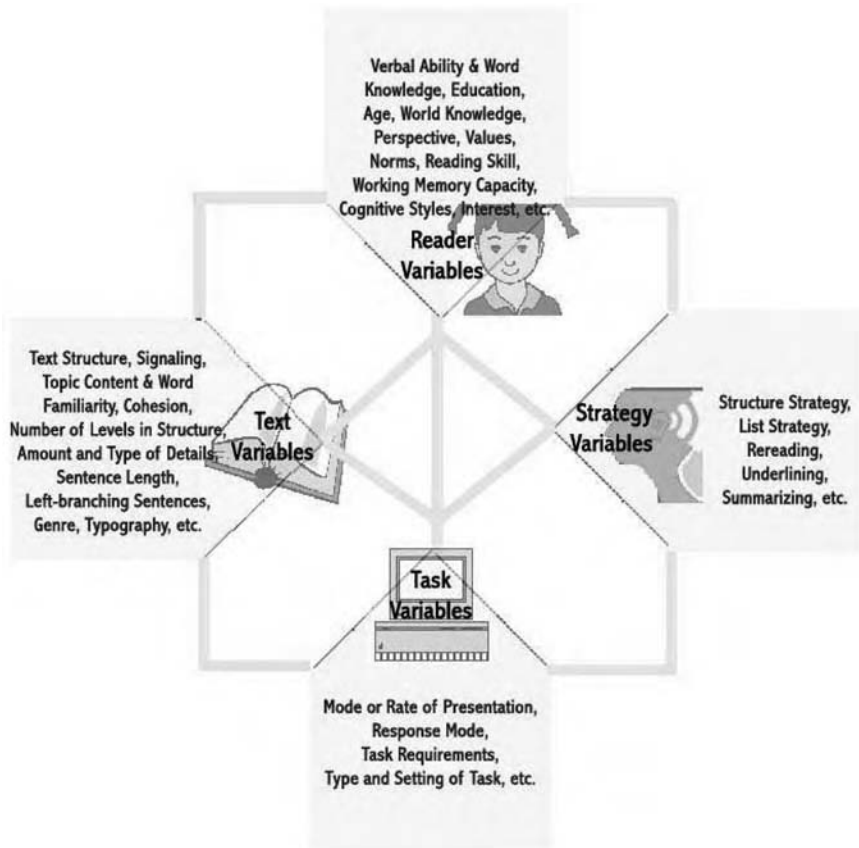 Verbal Ability & Word
Knowledge, Education,
Age, World Knowledge,
Perspective, Values,
Norms, Reading Skill,
Working Memory Capacity,
Cognitive Styles, Interest, etc.
Reader
Variables
Text Structure, Signaling,
Topic Content & Word
Familiarity, Cohesion,
Number of Levels in Structure,
Amount and Type of Details,
Sentence Length,
Left-branching Sentences,
Genre, Typography, etc.
Text
Variables
Strategy
Variables
Structure Strategy,
List Strategy,
Rereading,
Underlining,
Summarizing, etc.
Task
Variables
Mode or Rate of Presentation,
Response Mode,
Task Requirements,
Type and Setting of Task, etc.